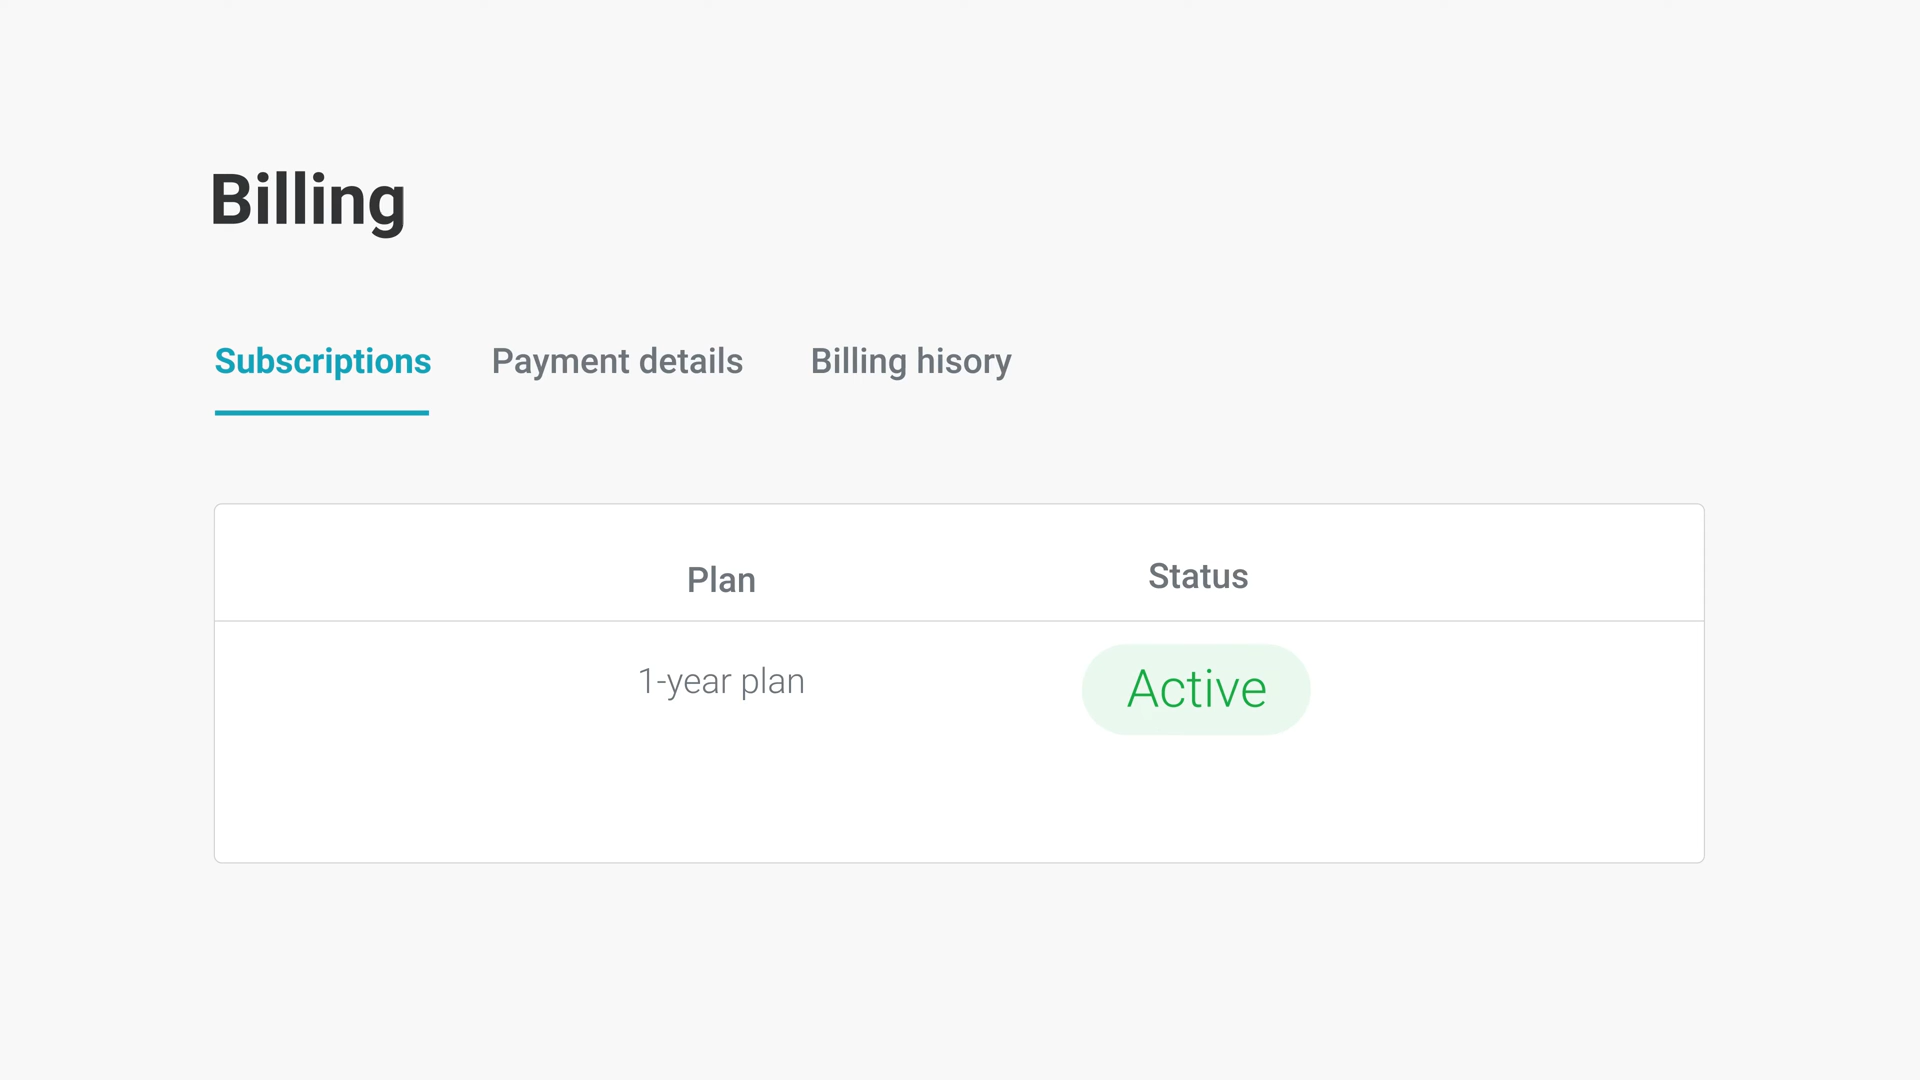 Billing
Subscriptions Payment details Billing hisory
Plan Status
1-year plan Active